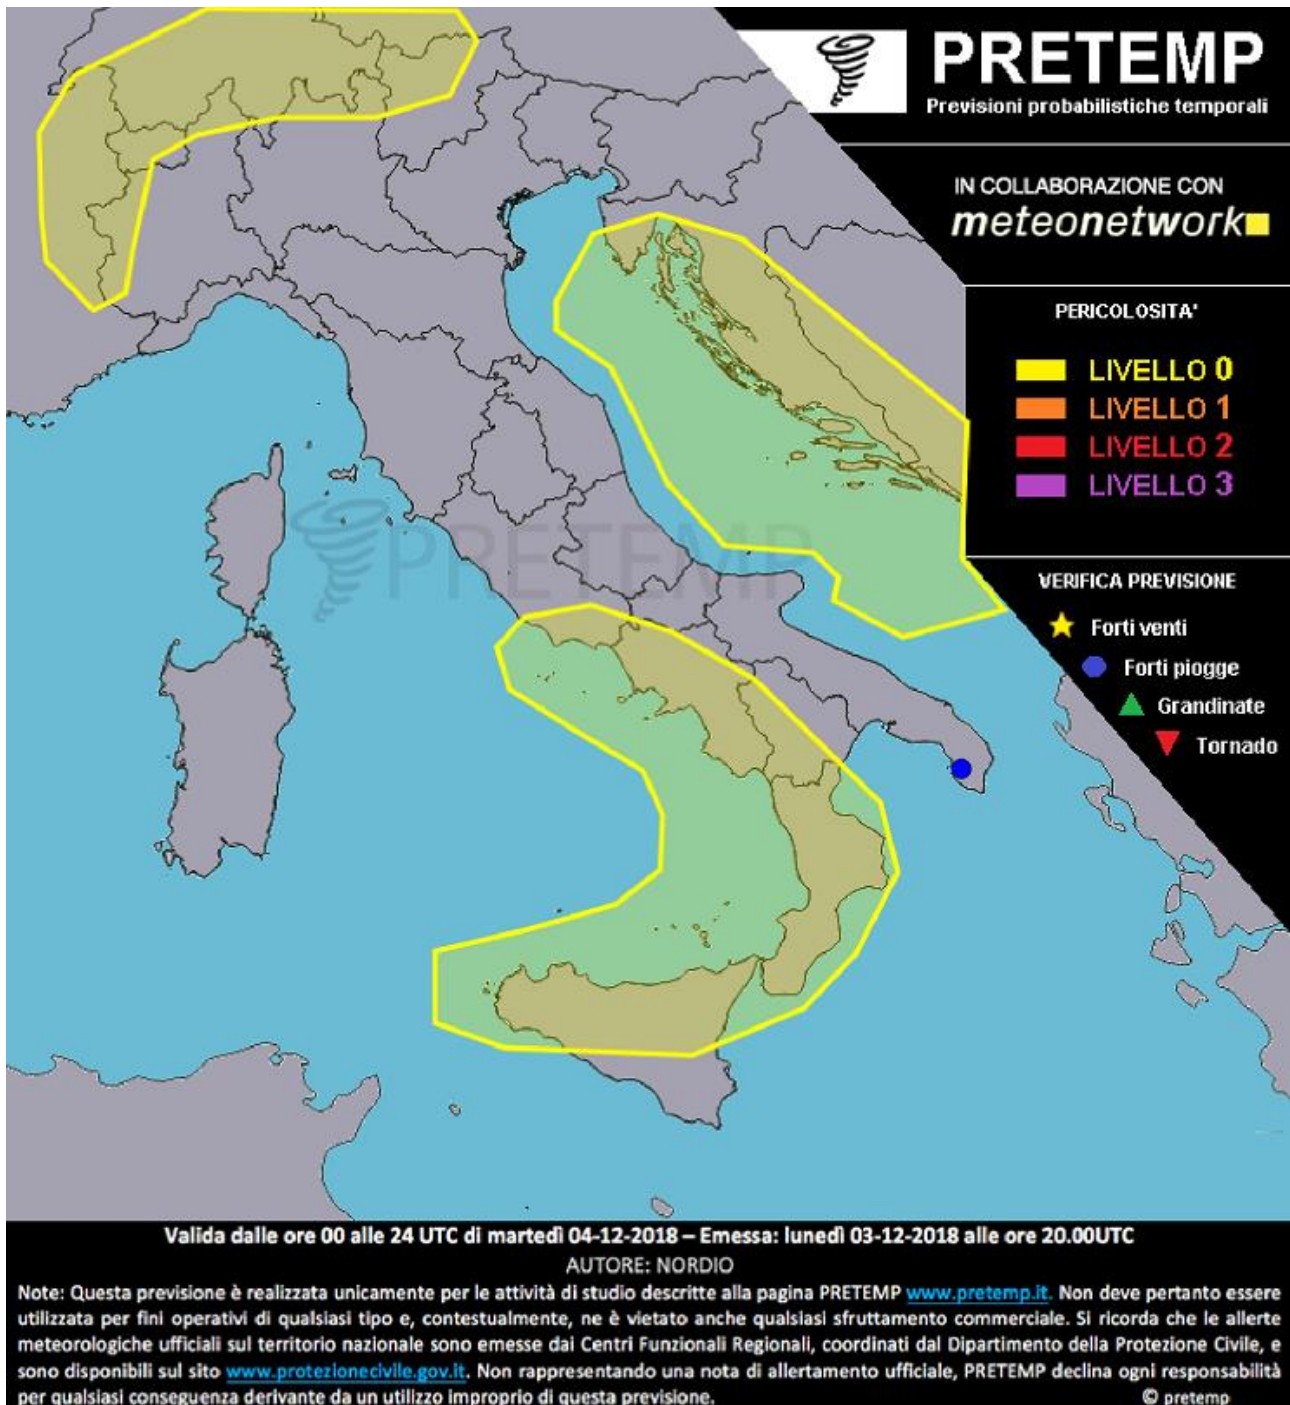 PRETEMP
Previsioni probabilistiche temporali
IN COLLABORAZIONE CON
meteonetwork
PERICOLOSITA'
LIVELLO 0
LIVELLO 1
LIVELLO 2
LIVELLO 3
PRETEMP
VERIFICA PREVISIONE
Forti venti
Forti piogge
Grandinate
Tornado
Valida dalle ore 00 alle 24 UTC di martedì 04-12-2018 – Emessa: lunedì 03-12-2018 alle ore 20.00UTC
AUTORE: NORDIO
Note: Questa previsione è realizzata unicamente per le attività di studio descritte alla pagina PRETEMP www.pretemp.it. Non deve pertanto essere
utilizzata per fini operativi di qualsiasi tipo e, contestualmente, ne è vietato anche qualsiasi sfruttamento commerciale. Si ricorda che le allerte
meteorologiche ufficiali sul territorio nazionale sono emesse dai Centri Funzionali Regionali, coordinati dal Dipartimento della Protezione Civile, e
sono disponibili sul sito www.protezionecivile.gov.it. Non rappresentando una nota di allertamento ufficiale, PRETEMP declina ogni responsabilità
per qualsiasi conseguenza derivante da un utilizzo improprio di questa previsione. © pretemp